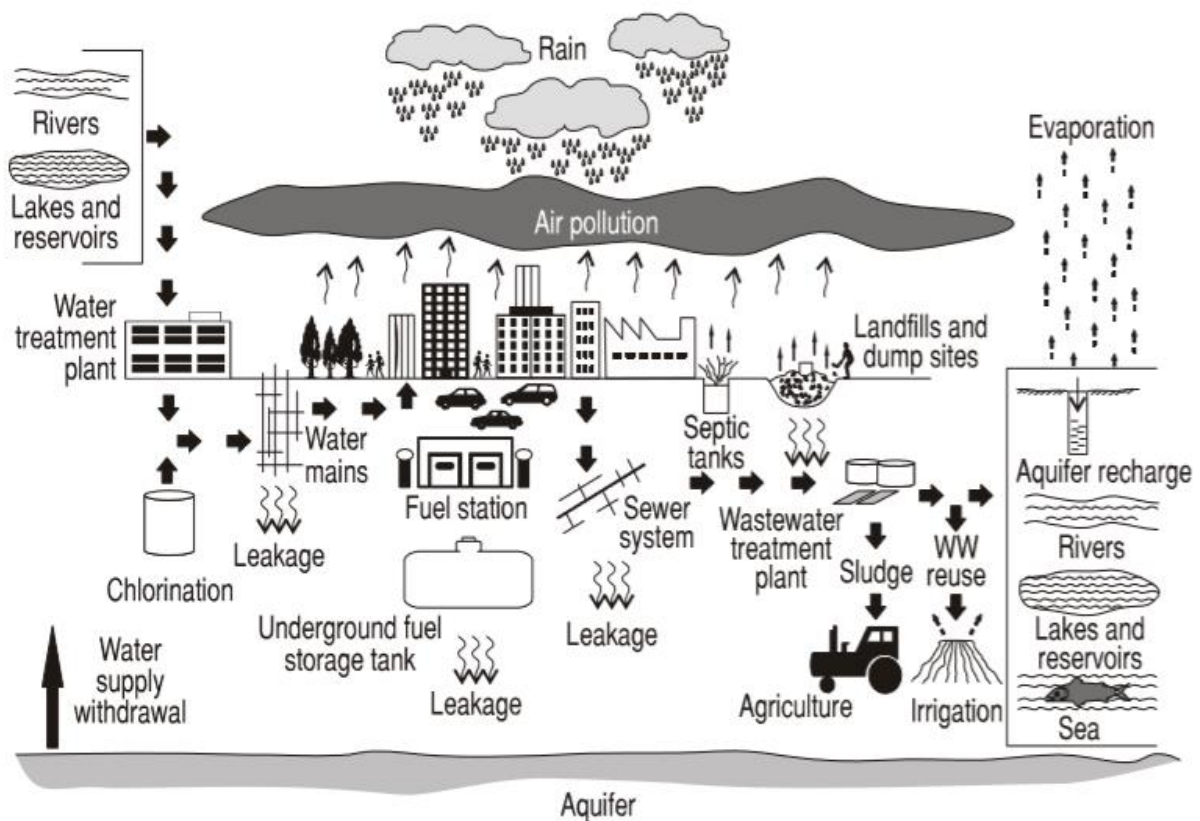 Rain
Rivers
Lakes and
reservoirs
Evaporation
Air pollution
Water
treatment
plant
Landfills and
dump sites
Water
mains
Septic
tanks
Fuel station
Sewer
system
Aquifer recharge
Leakage
Chlorination
Wastewater
treatment
plant
Sludge
WW
reuse
Rivers
Underground fuel
storage tank
Leakage
Lakes and
reservoirs
Water
supply
withdrawal
Leakage
Agriculture
Irrigation
Sea
Aquifer